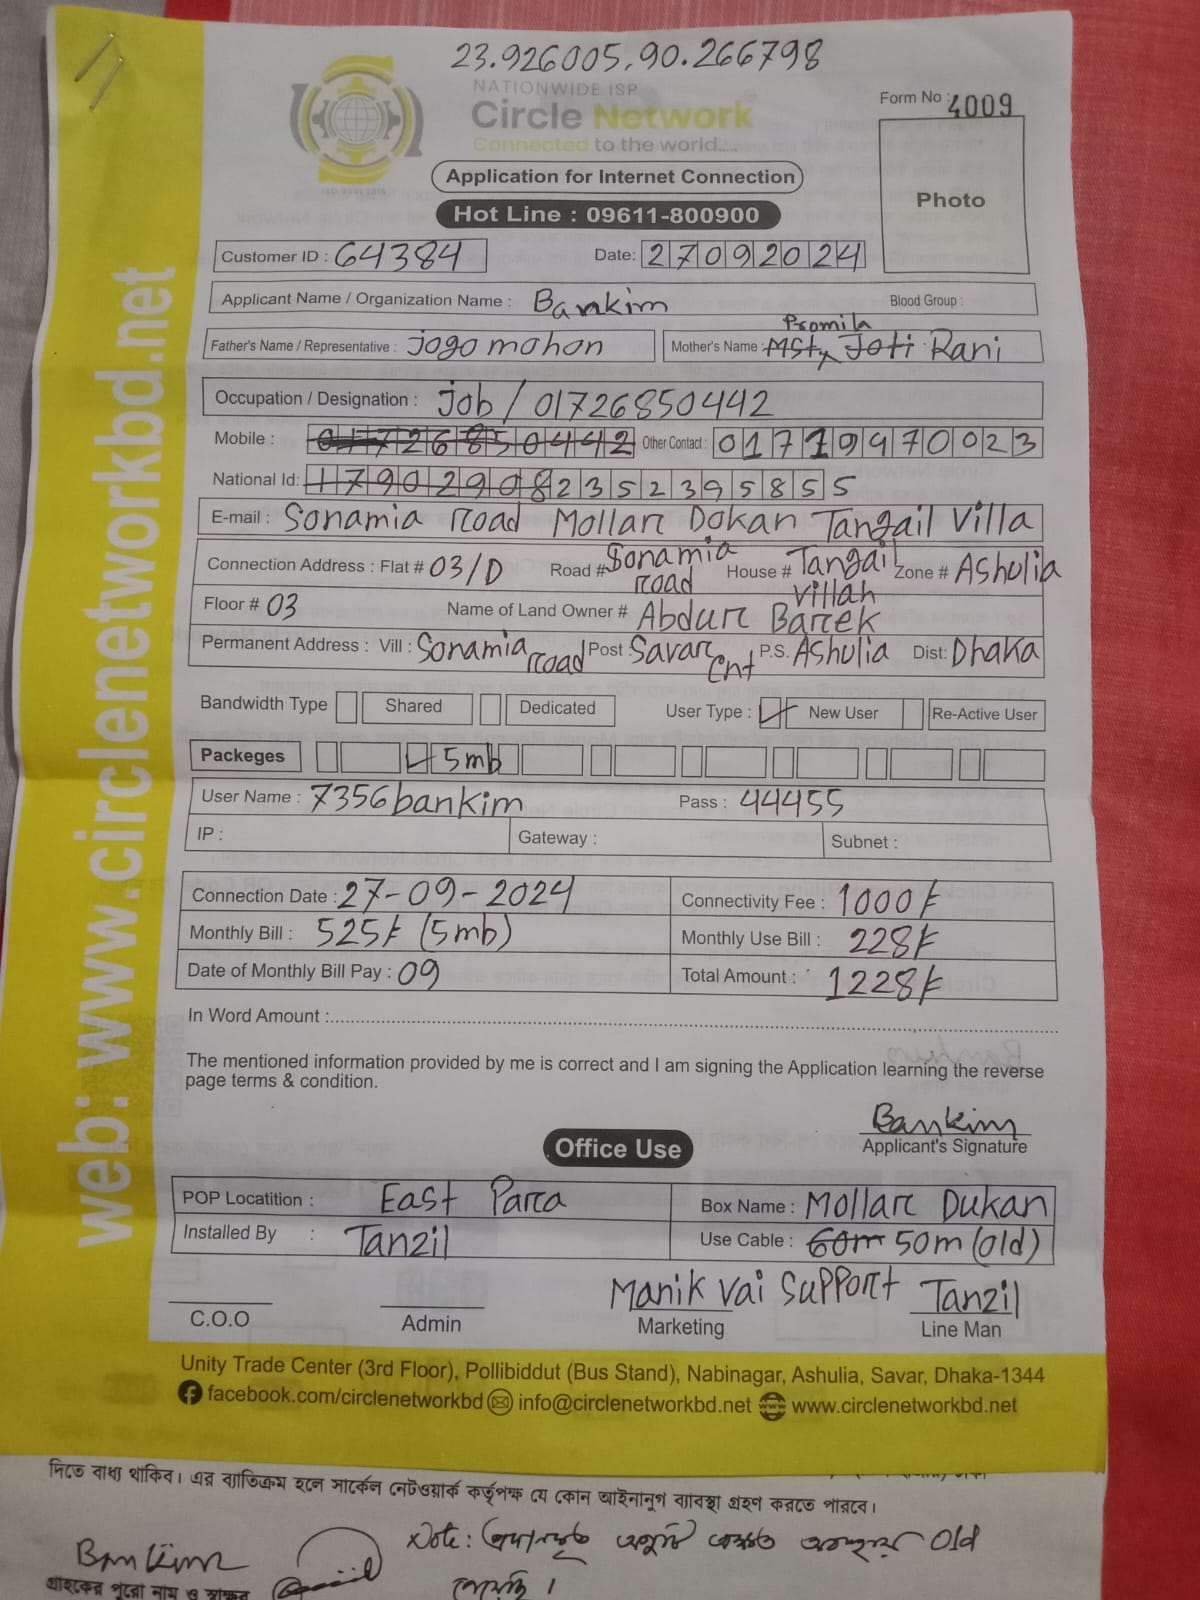 23.926005,90.266798
NATIONWIDE ISP
Circle Network
Connected to the world.....
Form No : 4009
Photo
Application for Internet Connection
Hot Line : 09611-800900
Customer ID : 64384 Date: 27092024
Applicant Name / Organization Name : Bankim Blood Group :
Promila
Father's Name / Representative : Jogo mohon Mother's Name : MSt Joti Rani
Occupation / Designation : Job / 01726850442
Mobile : 01726850442 Other Contact : 01779970023
National Id: 8235239585 5
E-mail : Sonamia road Mollar Dokan Tangail Villa
Connection Address : Flat # 03/D Road # Sonamia road House # Tangail Villah Zone # Ashulia
Floor # 03 Name of Land Owner # Abdur Barek
Permanent Address : Vill : Sonamia road Post : Savar Cnt P.S. Ashulia Dist: Dhaka
Bandwidth Type Shared Dedicated User Type : New User Re-Active User
Packeges 5mb
User Name : 7356bankim Pass : 44455
IP : Gateway : Subnet :
Connection Date : 27-09-2024 Connectivity Fee : 1000/-
Monthly Bill : 525/- (5mb) Monthly Use Bill : 228/-
Date of Monthly Bill Pay : 09 Total Amount : 1228/-
In Word Amount :
The mentioned information provided by me is correct and I am signing the Application learning the reverse
page terms & condition.
Bankim
Applicant's Signature
Office Use
POP Locatition : East Para Box Name : Mollar Dukan
Installed By : Tanzil Use Cable : 60m 50m (old)
Manik vai Support Tanzil
C.O.O Admin Marketing Line Man
Unity Trade Center (3rd Floor), Pollibiddut (Bus Stand), Nabinagar, Ashulia, Savar, Dhaka-1344
facebook.com/circlenetworkbd info@circlenetworkbd.net www.circlenetworkbd.net
web: www.circlenetworkbd.net
দিতে বাধ্য থাকিব। এর ব্যতিক্রম হলে সার্কেল নেটওয়ার্ক কর্তৃপক্ষ যে কোন আইনানুগ ব্যাবস্থা গ্রহণ করতে পারবে।
Note: Old
Bankim
গ্রাহকের পুরো নাম ও স্বাক্ষর